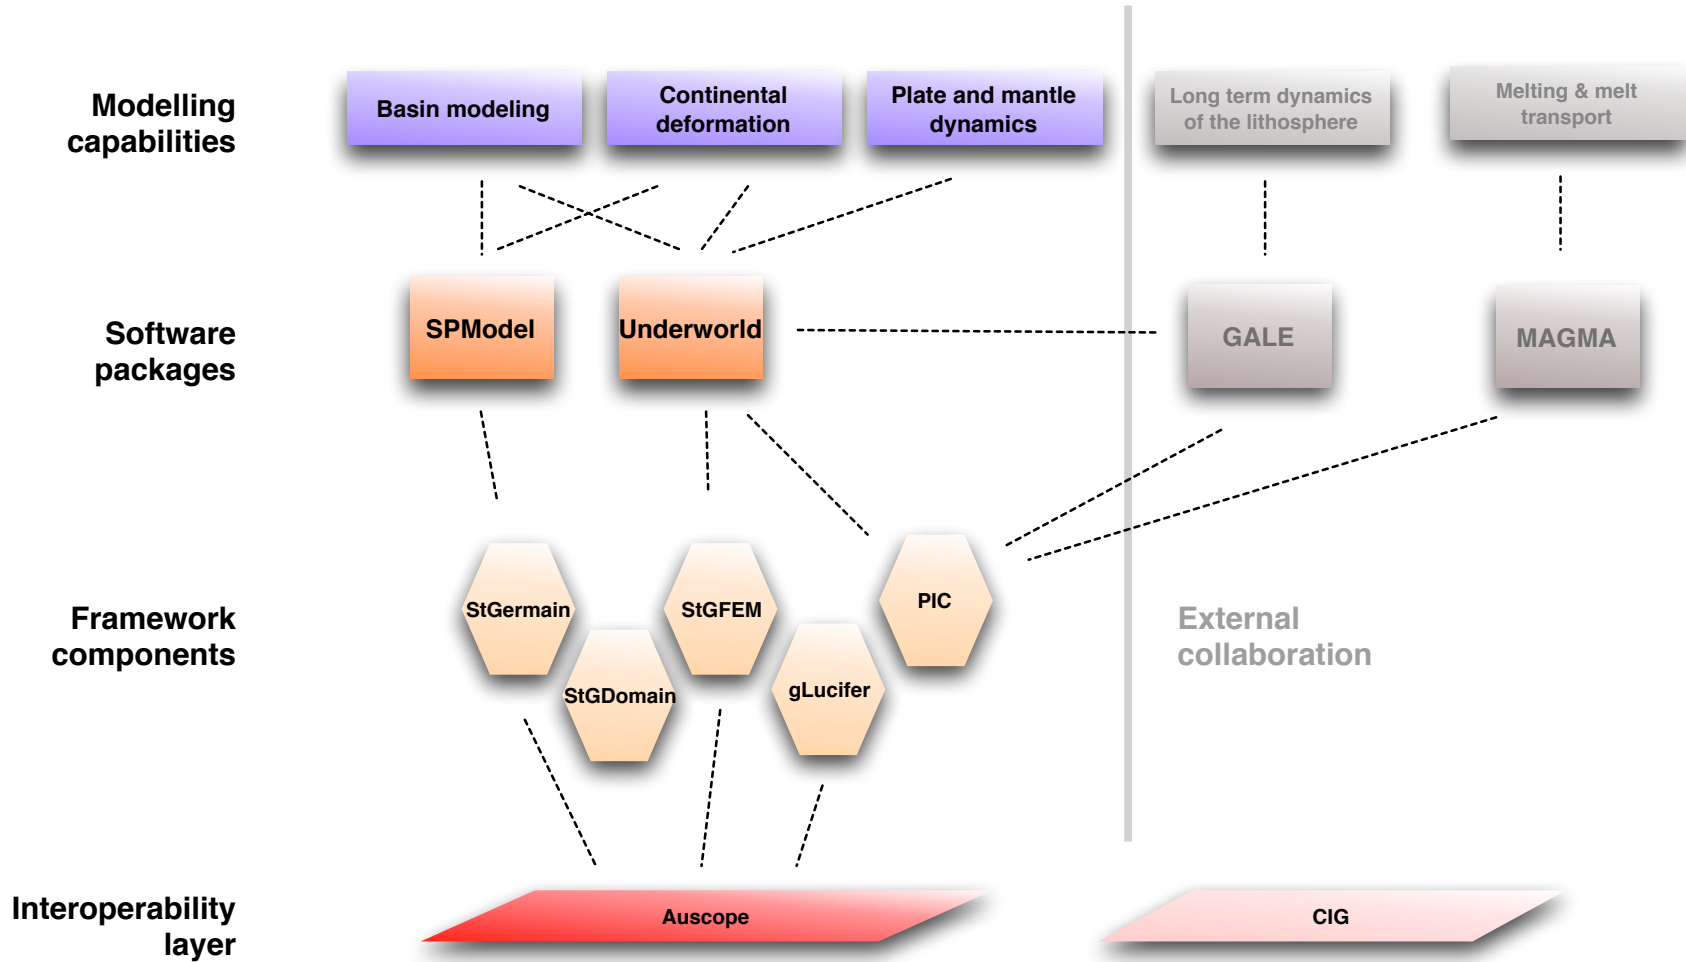 Modelling
capabilities
Basin modeling
Continental
deformation
Plate and mantle
dynamics
Long term dynamics
of the lithosphere
Melting & melt
transport
Software
packages
SPModel
Underworld
GALE
MAGMA
Framework
components
StGermain
StGDomain
StGFEM
gLucifer
PIC
External
collaboration
Interoperability
layer
Auscope
CIG